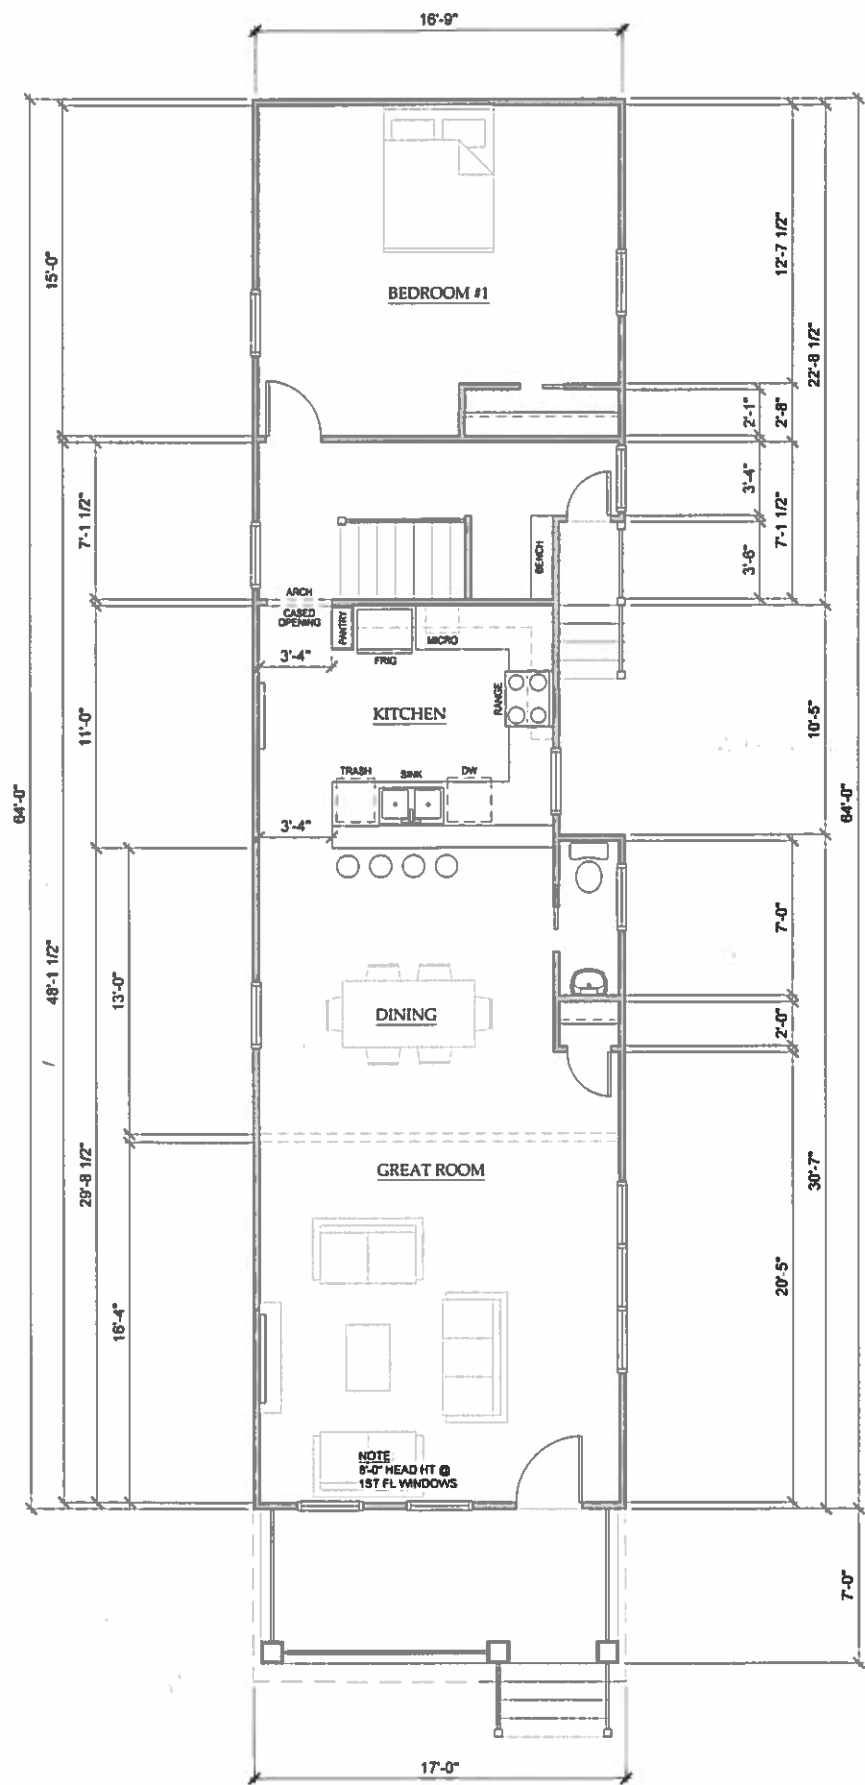 16'-9"
15'-0"
12'-7 1/2"
BEDROOM #1
22'-8 1/2"
2'-1"
2'-8"
3'-4"
7'-1 1/2"
7'-1 1/2"
3'-6"
BENCH
ARCH
CASED
OPENING
PANTRY
FRIG
MICRO
3'-4"
RANGE
KITCHEN
11'-0"
10'-5"
TRASH
SINK
DW
64'-0"
64'-0"
3'-4"
7'-0"
48'-1 1/2"
13'-0"
DINING
2'-0"
29'-8 1/2"
GREAT ROOM
30'-7"
20'-5"
16'-4"
NOTE
8'-0" HEAD HT @
1ST FL WINDOWS
7'-0"
17'-0"